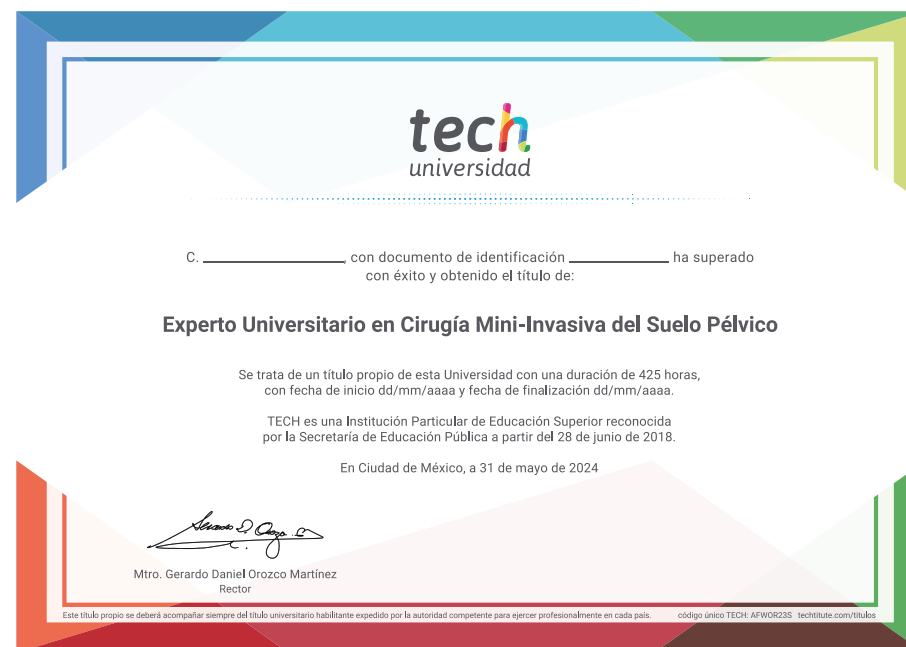 tech
universidad
C. ____________, con documento de identificación ____________ ha superado
con éxito y obtenido el título de:
Experto Universitario en Cirugía Mini-Invasiva del Suelo Pélvico
Se trata de un título propio de esta Universidad con una duración de 425 horas,
con fecha de inicio dd/mm/aaaa y fecha de finalización dd/mm/aaaa.
TECH es una Institución Particular de Educación Superior reconocida
por la Secretaría de Educación Pública a partir del 28 de junio de 2018.
En Ciudad de México, a 31 de mayo de 2024
Mtro. Gerardo Daniel Orozco Martínez
Rector
Este título propio se deberá acompañar siempre del título universitario habilitante expedido por la autoridad competente para ejercer profesionalmente en cada país. código único TECH: AFWOR23S techtitute.com/titulos